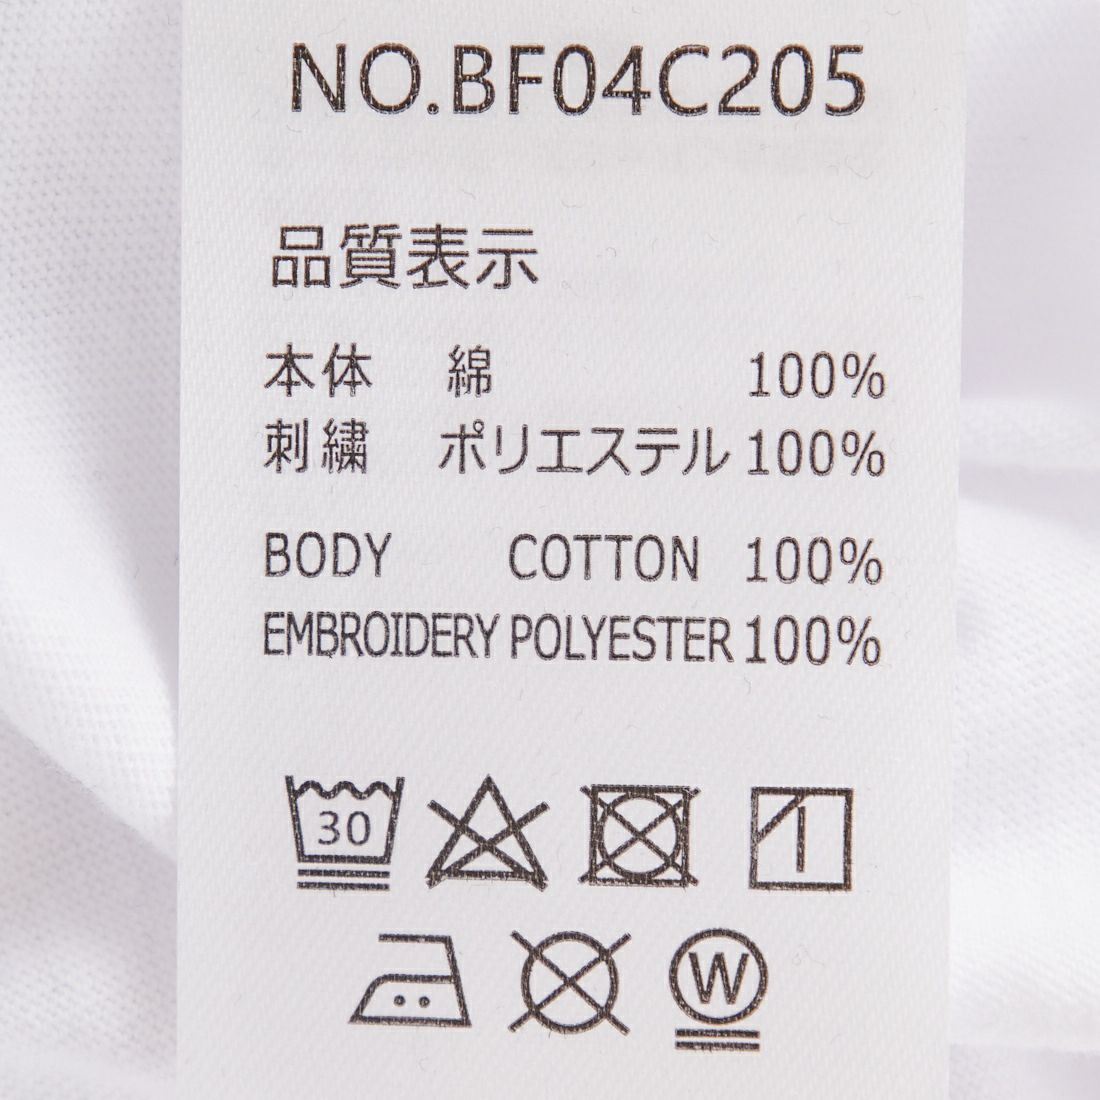 NO.BF04C205
品質表示
本体 綿 100%
刺繍 ポリエステル 100%
BODY COTTON 100%
EMBROIDERY POLYESTER 100%
30
W